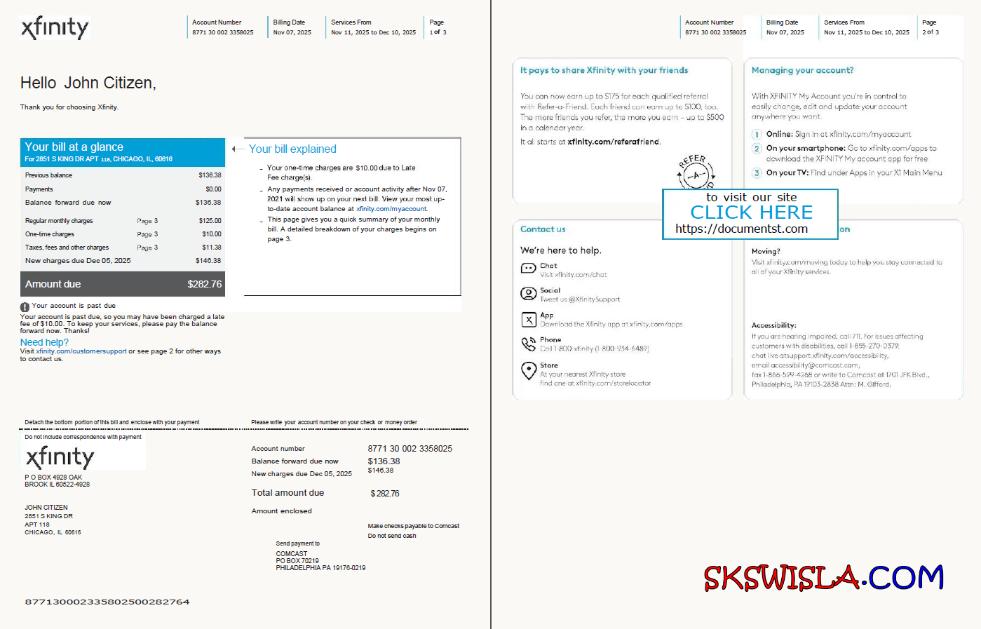 xfinity
Account Number
8771 30 002 3358025
Billing Date
Nov 07, 2025
Services From
Nov 11, 2025 to Dec 10, 2025
Page
1 of 3
Hello John Citizen,
Thank you for choosing Xfinity.
Your bill at a glance
For 2851 S KING DR APT 118, CHICAGO, IL, 60616
Previous balance $136.38
Payments $0.00
Balance forward due now $136.38
Regular monthly charges Page 3 $125.00
One-time charges Page 3 $10.00
Taxes, fees and other charges Page 3 $11.38
New charges due Dec 05, 2025 $146.38
Amount due $282.76
Your account is past due
Your account is past due, so you may have been charged a late
fee of $10.00. To keep your services, please pay the balance
forward now. Thanks!
Need help?
Visit xfinity.com/customersupport or see page 2 for other ways
to contact us.
Your bill explained
- Your one-time charges are $10.00 due to Late
Fee charge(s).
- Any payments received or account activity after Nov 07,
2021 will show up on your next bill. View your most up-
to-date account balance at xfinity.com/myaccount.
- This page gives you a quick summary of your monthly
bill. A detailed breakdown of your charges begins on
page 3.
Detach the bottom portion of this bill and enclose with your payment
Please write your account number on your check or money order
Do not include correspondence with payment
xfinity
P O BOX 4928 OAK
BROOK IL 60522-4928
JOHN CITIZEN
2851 S KING DR
APT 118
CHICAGO, IL 60616
Account number 8771 30 002 3358025
Balance forward due now $136.38
New charges due Dec 05, 2025 $146.38
Total amount due $282.76
Amount enclosed
Make checks payable to Comcast
Do not send cash
Send payment to
COMCAST
PO BOX 70219
PHILADELPHIA PA 19176-0219
877130002335802500282764
Account Number
8771 30 002 3358025
Billing Date
Nov 07, 2025
Services From
Nov 11, 2025 to Dec 10, 2025
Page
2 of 3
It pays to share Xfinity with your friends
You can now earn up to $175 for each qualified referral
with Refer-a-Friend. Each friend can earn up to $100, too.
The more friends you refer, the more you earn – up to $500
in a calendar year.
It all starts at xfinity.com/referafriend.
REFER
-A-
Managing your account?
With XFINITY My Account you're in control to
easily change, edit and update your account
anywhere you want.
1 Online: Sign in at xfinity.com/myaccount
2 On your smartphone: Go to xfinity.com/apps to
download the XFINITY My account app for free
3 On your TV: Find under Apps in your X1 Main Menu
to visit our site
CLICK HERE
https://documentst.com
Contact us
We're here to help.
Chat
Visit xfinity.com/chat
Social
Tweet us @XfinitySupport
App
Download the Xfinity app at xfinity.com/apps
Phone
Call 1-800-xfinity (1-800-934-6489)
Store
At your nearest Xfinity store
find one at xfinity.com/storelocator
on
Moving?
Visit xfinity.com/moving today to help you stay connected to
all of your Xfinity services.
Accessibility:
If you are hearing impaired, call 711. For issues affecting
customers with disabilities, call 1-855-270-0379,
chat live at support.xfinity.com/accessibility,
email accessibility@comcast.com,
fax 1-866-599-4268 or write to Comcast at 1701 JFK Blvd.,
Philadelphia, PA 19103-2838 Attn: M. Gifford.
SKSWISLA.COM